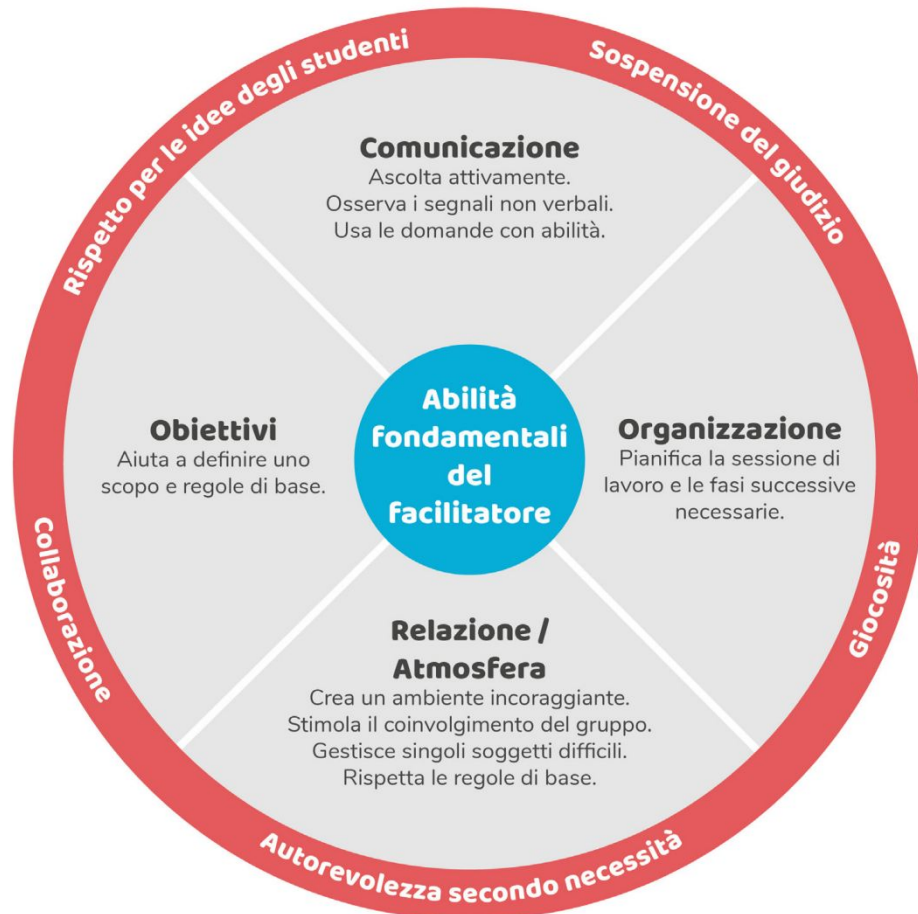 Rispetto per le idee degli studenti
Sospensione del giudizio
Comunicazione
Ascolta attivamente.
Osserva i segnali non verbali.
Usa le domande con abilità.
Obiettivi
Aiuta a definire uno
scopo e regole di base.
Abilità
fondamentali
del
facilitatore
Organizzazione
Pianifica la sessione di
lavoro e le fasi successive
necessarie.
Collaborazione
Giocosità
Relazione /
Atmosfera
Crea un ambiente incoraggiante.
Stimola il coinvolgimento del gruppo.
Gestisce singoli soggetti difficili.
Rispetta le regole di base.
Autorevolezza secondo necessità